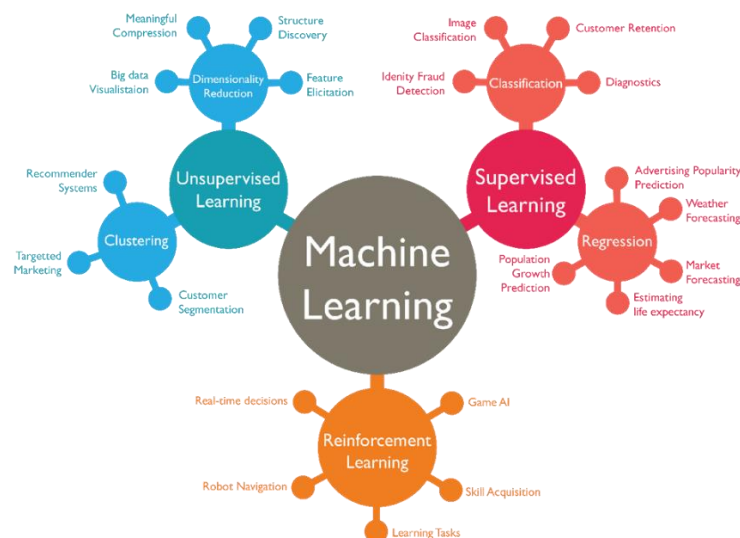 Machine
Learning
Unsupervised
Learning
Dimensionality
Reduction
Meaningful
Compression
Structure
Discovery
Big data
Visualistaion
Feature
Elicitation
Clustering
Recommender
Systems
Targetted
Marketing
Customer
Segmentation
Supervised
Learning
Classification
Image
Classification
Customer Retention
Idenity Fraud
Detection
Diagnostics
Regression
Advertising Popularity
Prediction
Weather
Forecasting
Population
Growth
Prediction
Market
Forecasting
Estimating
life expectancy
Reinforcement
Learning
Real-time decisions
Game AI
Robot Navigation
Skill Acquisition
Learning Tasks